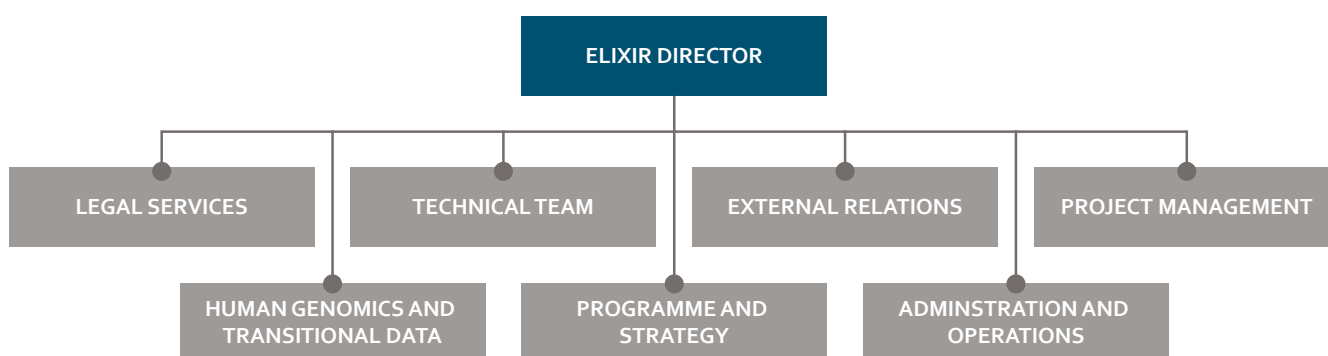 ELIXIR DIRECTOR
LEGAL SERVICES
TECHNICAL TEAM
EXTERNAL RELATIONS
PROJECT MANAGEMENT
HUMAN GENOMICS AND
TRANSITIONAL DATA
PROGRAMME AND
STRATEGY
ADMINSTRATION AND
OPERATIONS